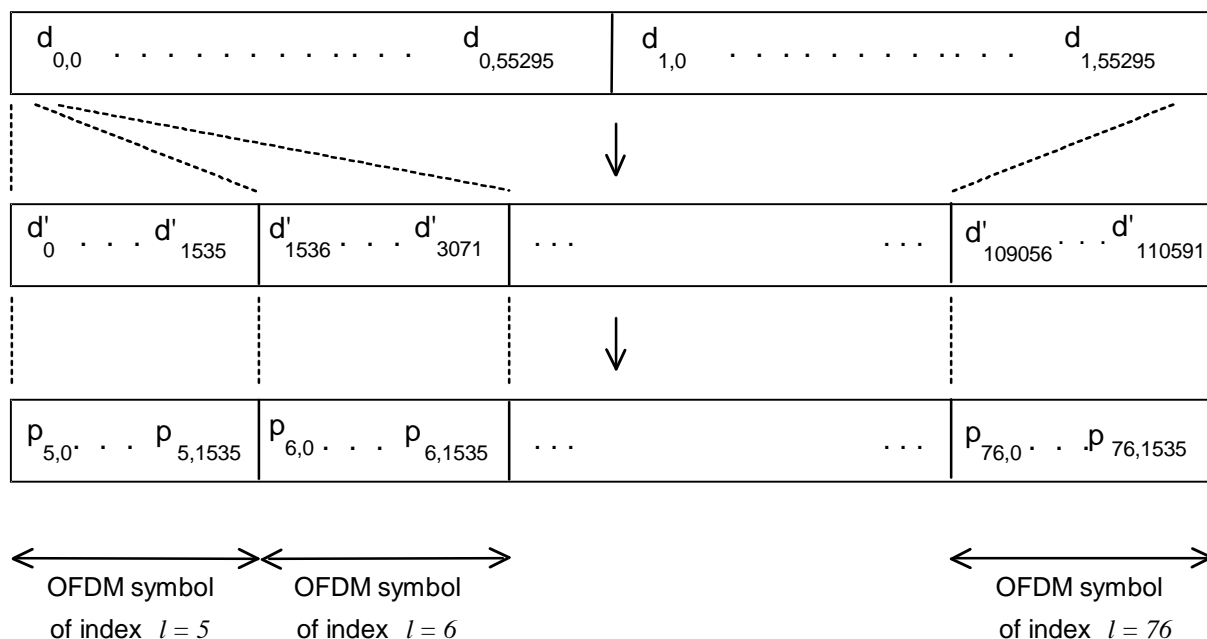 d0,0 . . . . . . . . . . . . . d0,55295 d1,0 . . . . . . . . . . . . . d1,55295
d'0 . . . d'1535 d'1536 . . . d'3071 ... ... d'109056 . . . d'110591
p5,0 . . . p5,1535 p6,0 . . . p6,1535 ... ... p76,0 . . . p76,1535
OFDM symbol OFDM symbol OFDM symbol
of index l = 5 of index l = 6 of index l = 76